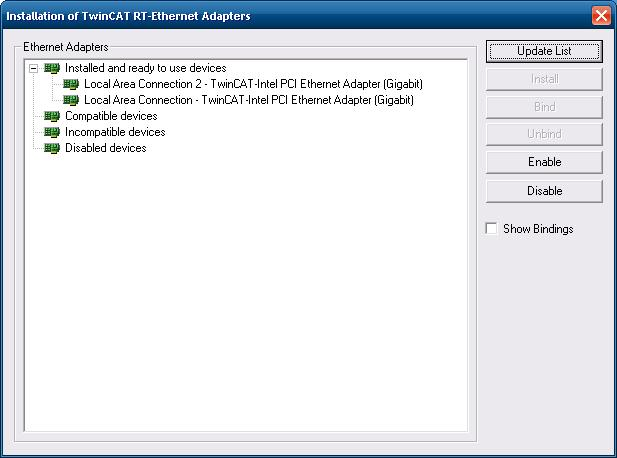 Installation of TwinCAT RT-Ethernet Adapters
Ethernet Adapters
Installed and ready to use devices
Local Area Connection 2 - TwinCAT-Intel PCI Ethernet Adapter (Gigabit)
Local Area Connection - TwinCAT-Intel PCI Ethernet Adapter (Gigabit)
Compatible devices
Incompatible devices
Disabled devices
Update List
Install
Bind
Unbind
Enable
Disable
Show Bindings